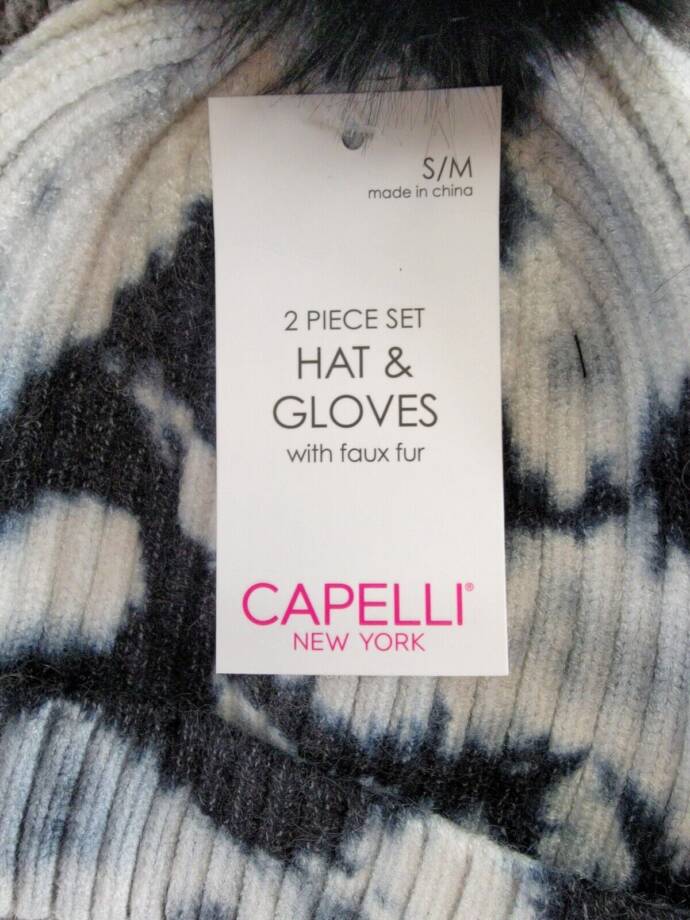 S/M
made in china
2 PIECE SET
HAT &
GLOVES
with faux fur
CAPELLI®
NEW YORK